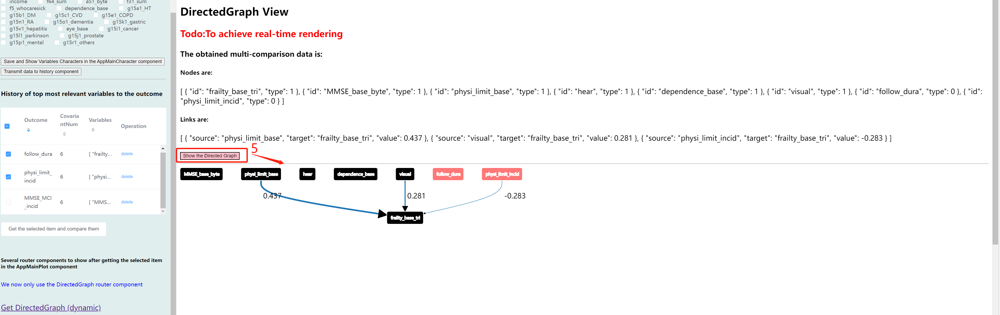 income f64_sum a51_byte f31_sum
f5_whocaresick dependence_base g15a1_HT
g15b1_DM g15c1_CVD g15e1_COPD
g15n1_RA g15o1_dementia g15k1_gastric
g15v1_hepatitis eye_base g15i1_cancer
g15l1_parkinson g15j1_prostate
g15p1_mental g15r1_others
Save and Show Variables Characters in the AppMainCharacter component
Transmit data to history component
History of top most relevant variables to the outcome
Outcome CovariantNum Variables Operation
follow_dura 6 [ "frailty... delete
physi_limit_incid 6 [ "physi... delete
MMSE_MCI_incid 6 [ "MMS... delete
Get the selected item and compare them
Several router components to show after getting the selected item
in the AppMainPlot component
We now only use the DirectedGraph router component
Get DirectedGraph (dynamic)
DirectedGraph View
Todo:To achieve real-time rendering
The obtained multi-comparison data is:
Nodes are:
[ { "id": "frailty_base_tri", "type": 1 }, { "id": "MMSE_base_byte", "type": 1 }, { "id": "physi_limit_base", "type": 1 }, { "id": "hear", "type": 1 }, { "id": "dependence_base", "type": 1 }, { "id": "visual", "type": 1 }, { "id": "follow_dura", "type": 0 }, { "id":
"physi_limit_incid", "type": 0 } ]
Links are:
[ { "source": "physi_limit_base", "target": "frailty_base_tri", "value": 0.437 }, { "source": "visual", "target": "frailty_base_tri", "value": 0.281 }, { "source": "physi_limit_incid", "target": "frailty_base_tri", "value": -0.283 } ]
5
Show the Directed Graph
MMSE_base_byte physi_limit_base hear dependence_base visual follow_dura physi_limit_incid
0.437 0.281 -0.283
frailty_base_tri